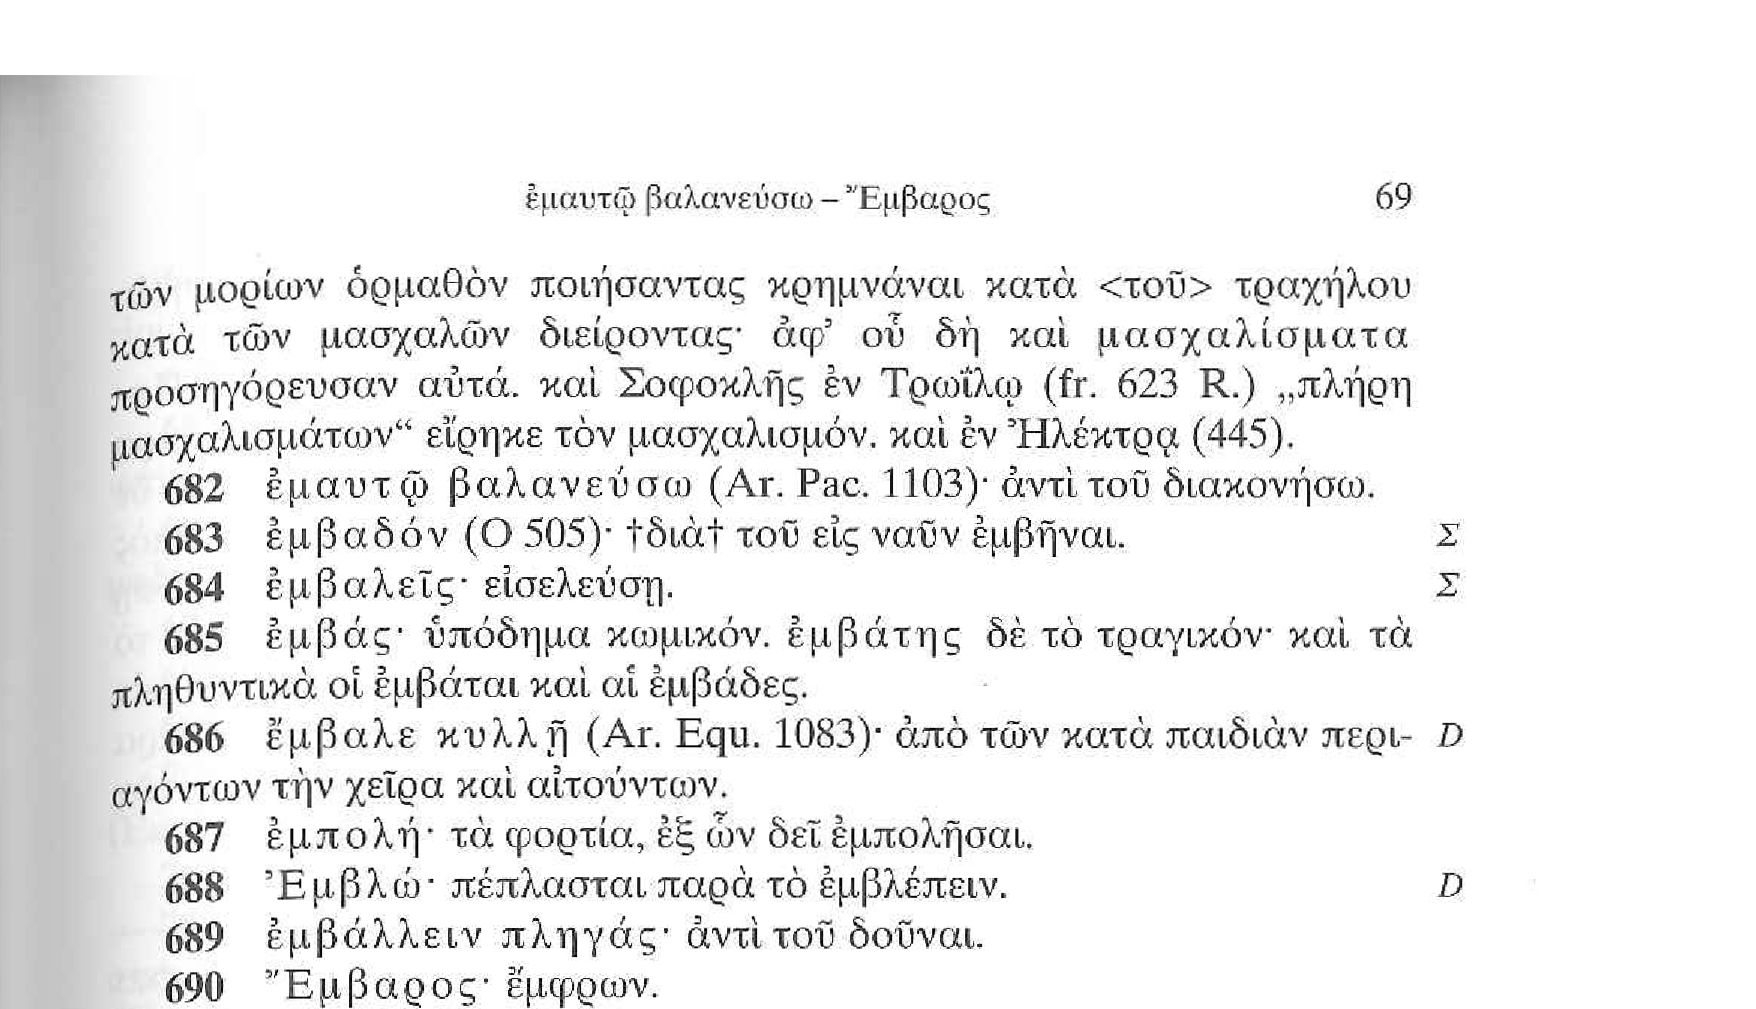 ἐμαυτῷ βαλανεύσω – Ἔμβαρος 69
τῶν μορίων ὁρμαθὸν ποιήσαντας κρημνάναι κατὰ <τοῦ> τραχήλου
κατὰ τῶν μασχαλῶν διείροντας· ἀφ’ οὗ δὴ καὶ μασχαλίσματα
προσηγόρευσαν αὐτά. καὶ Σοφοκλῆς ἐν Τρωΐλῳ (fr. 623 R.) „πλήρη
μασχαλισμάτων“ εἴρηκε τὸν μασχαλισμόν. καὶ ἐν Ἠλέκτρᾳ (445).
682 ἐμαυτῷ βαλανεύσω (Ar. Pac. 1103)· ἀντὶ τοῦ διακονήσω.
683 ἐμβαδόν (Ο 505)· †διὰ† τοῦ εἰς ναῦν ἐμβῆναι. Σ
684 ἐμβαλεῖς· εἰσελεύσῃ. Σ
685 ἐμβάς· ὑπόδημα κωμικόν. ἐμβάτης δὲ τὸ τραγικόν· καὶ τὰ
πληθυντικὰ οἱ ἐμβάται καὶ αἱ ἐμβάδες.
686 ἔμβαλε κυλλῇ (Ar. Equ. 1083)· ἀπὸ τῶν κατὰ παιδιὰν περι- D
αγόντων τὴν χεῖρα καὶ αἰτούντων.
687 ἐμπολή· τὰ φορτία, ἐξ ὧν δεῖ ἐμπολῆσαι.
688 Ἐμβλώ· πέπλασται παρὰ τὸ ἐμβλέπειν. D
689 ἐμβάλλειν πληγάς· ἀντὶ τοῦ δοῦναι.
690 Ἔμβαρος· ἔμφρων.